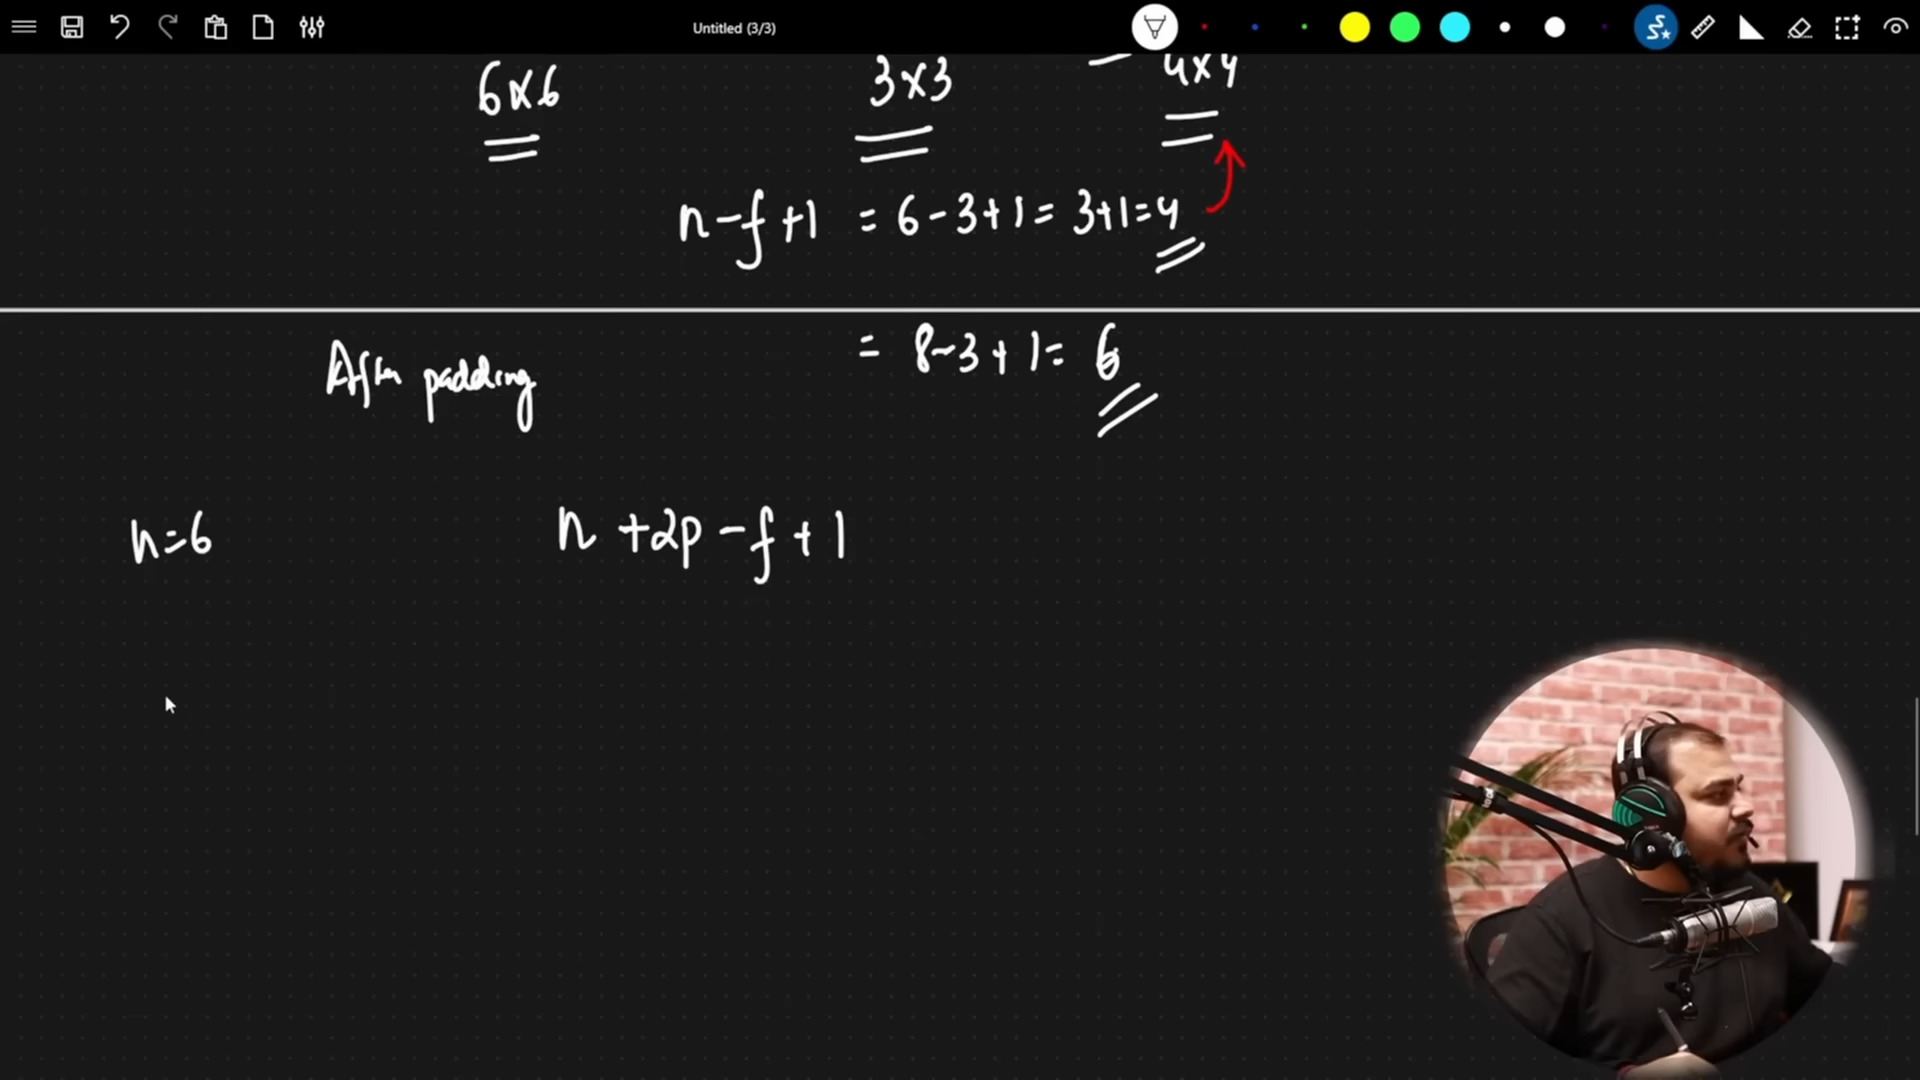 Untitled (3/3)
6x6 3x3 4x4
n-f+1 = 6-3+1 = 3+1=4
After padding = 8-3+1= 6
n=6 n +2p -f + 1